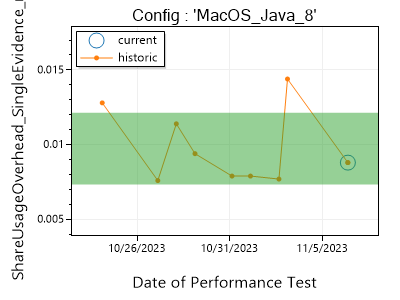 Config : 'MacOS_Java_8'
current
historic
ShareUsageOverhead_SingleEvidence_
0.015
0.01
0.005
10/26/2023
10/31/2023
11/5/2023
Date of Performance Test